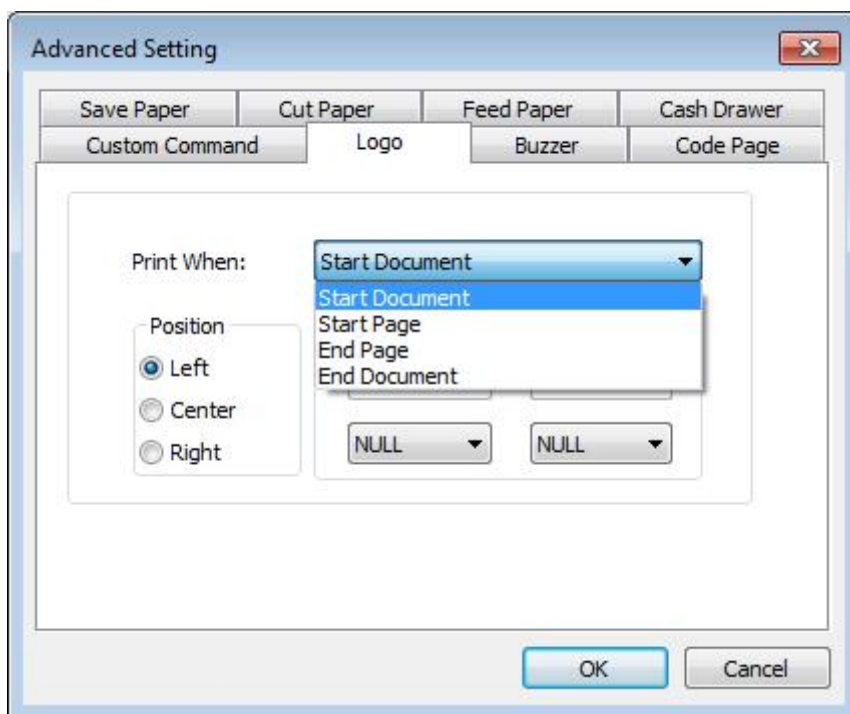 Advanced Setting
Save Paper Cut Paper Feed Paper Cash Drawer
Custom Command Logo Buzzer Code Page
Print When: Start Document
Start Document
Start Page
End Page
End Document
Position
Left
Center
Right
NULL NULL
OK Cancel